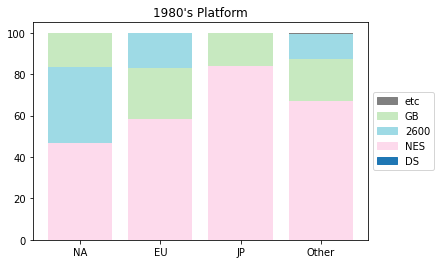 1980's Platform
100
80
60
40
20
0
NA EU JP Other
etc
GB
2600
NES
DS